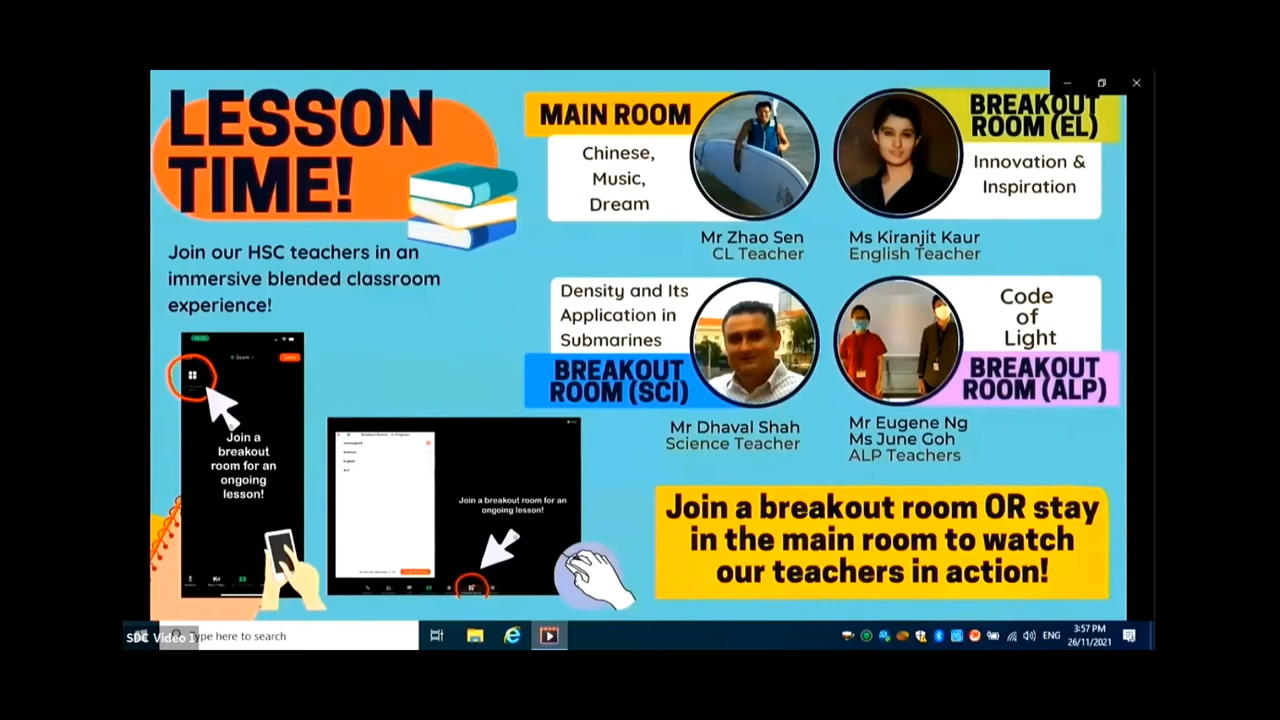 LESSON
TIME!
Join our HSC teachers in an
immersive blended classroom
experience!
Join a
breakout
room for an
ongoing
lesson!
Join a breakout room for an
ongoing lesson!
MAIN ROOM
Chinese,
Music,
Dream
Mr Zhao Sen
CL Teacher
BREAKOUT
ROOM (EL)
Innovation &
Inspiration
Ms Kiranjit Kaur
English Teacher
Density and Its
Application in
Submarines
BREAKOUT
ROOM (SCI)
Mr Dhaval Shah
Science Teacher
Code
of
Light
BREAKOUT
ROOM (ALP)
Mr Eugene Ng
Ms June Goh
ALP Teachers
Join a breakout room OR stay
in the main room to watch
our teachers in action!
SDC Video 1
Type here to search
ENG
3:57 PM
26/11/2021